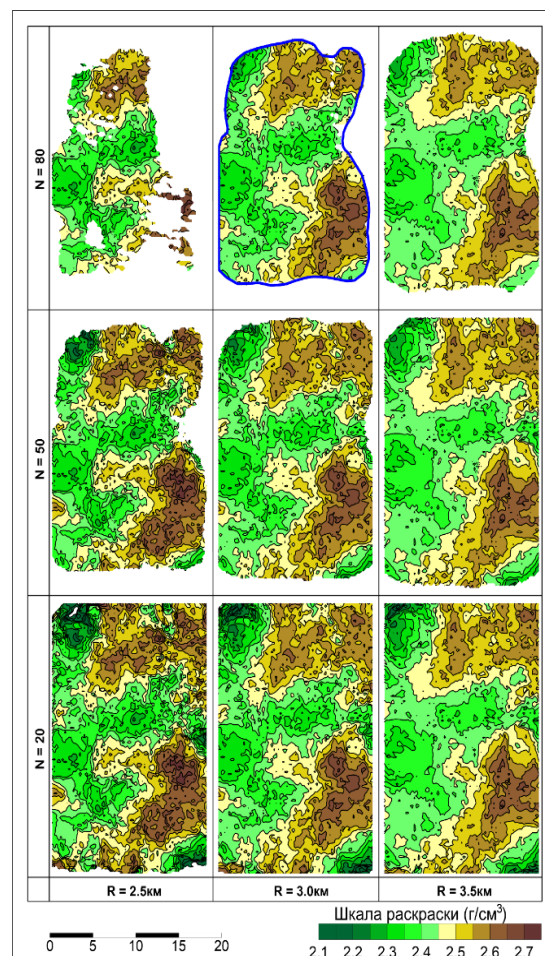 N = 80
N = 50
N = 20
R = 2.5км R = 3.0км R = 3.5км
Шкала раскраски (г/см³)
0 5 10 15 20
2.1 2.2 2.3 2.4 2.5 2.6 2.7